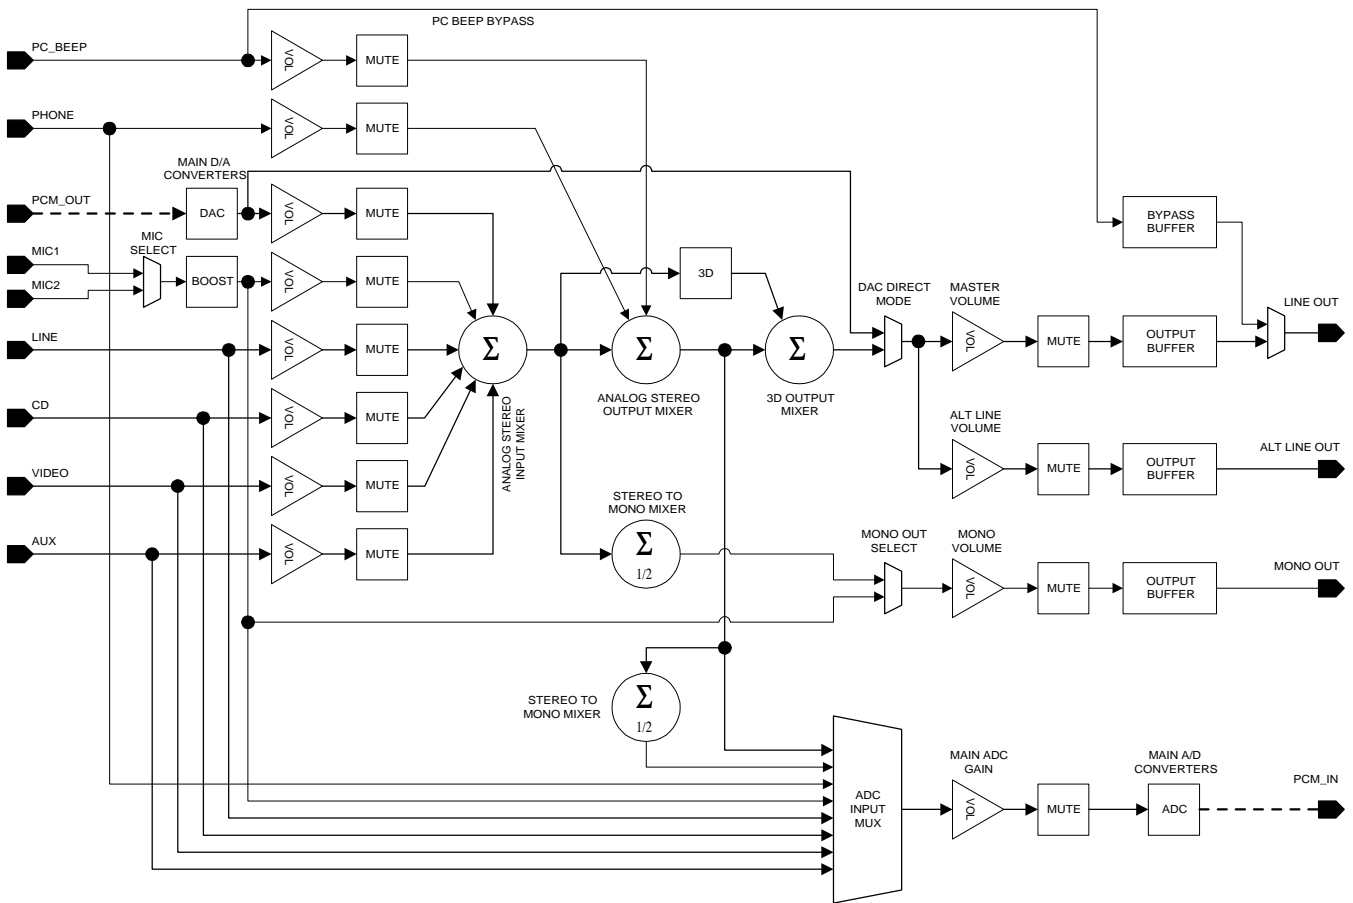 PC BEEP BYPASS
PC_BEEP
VOL
MUTE
PHONE
VOL
MUTE
MAIN D/A
CONVERTERS
PCM_OUT
DAC
VOL
MUTE
BYPASS
BUFFER
MIC1
MIC
SELECT
MIC2
BOOST
VOL
MUTE
3D
DAC DIRECT
MODE
MASTER
VOLUME
LINE OUT
LINE
VOL
MUTE
Σ
Σ
Σ
VOL
MUTE
OUTPUT
BUFFER
ANALOG STEREO
INPUT MIXER
ANALOG STEREO
OUTPUT MIXER
3D OUTPUT
MIXER
CD
VOL
MUTE
ALT LINE
VOLUME
ALT LINE OUT
VIDEO
VOL
MUTE
VOL
MUTE
OUTPUT
BUFFER
STEREO TO
MONO MIXER
AUX
VOL
MUTE
Σ
1/2
MONO OUT
SELECT
MONO
VOLUME
MONO OUT
VOL
MUTE
OUTPUT
BUFFER
STEREO TO
MONO MIXER
Σ
1/2
ADC
INPUT
MUX
MAIN ADC
GAIN
MAIN A/D
CONVERTERS
PCM_IN
VOL
MUTE
ADC